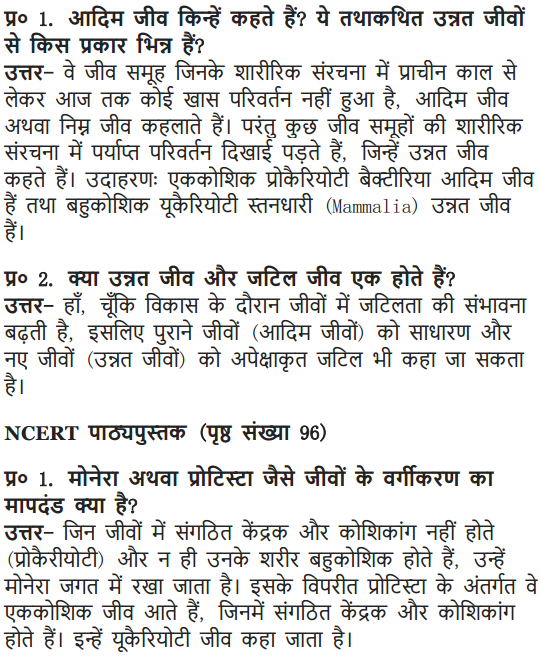 प्र० 1. आदिम जीव किन्हें कहते हैं? ये तथाकथित उन्नत जीवों
से किस प्रकार भिन्न हैं?
उत्तर– वे जीव समूह जिनके शारीरिक संरचना में प्राचीन काल से
लेकर आज तक कोई खास परिवर्तन नहीं हुआ है, आदिम जीव
अथवा निम्न जीव कहलाते हैं। परंतु कुछ जीव समूहों की शारीरिक
संरचना में पर्याप्त परिवर्तन दिखाई पड़ते हैं, जिन्हें उन्नत जीव
कहते हैं। उदाहरणः एककोशिक प्रोकैरियोटी बैक्टीरिया आदिम जीव
हैं तथा बहुकोशिक यूकैरियोटी स्तनधारी (Mammalia) उन्नत जीव
हैं।
प्र० 2. क्या उन्नत जीव और जटिल जीव एक होते हैं?
उत्तर– हाँ, चूँकि विकास के दौरान जीवों में जटिलता की संभावना
बढ़ती है, इसलिए पुराने जीवों (आदिम जीवों) को साधारण और
नए जीवों (उन्नत जीवों) को अपेक्षाकृत जटिल भी कहा जा सकता
है।
NCERT पाठ्यपुस्तक (पृष्ठ संख्या 96)
प्र० 1. मोनेरा अथवा प्रोटिस्टा जैसे जीवों के वर्गीकरण का
मापदंड क्या है?
उत्तर– जिन जीवों में संगठित केंद्रक और कोशिकांग नहीं होते
(प्रोकैरीयोटी) और न ही उनके शरीर बहुकोशिक होते हैं, उन्हें
मोनेरा जगत में रखा जाता है। इसके विपरीत प्रोटिस्टा के अंतर्गत वे
एककोशिक जीव आते हैं, जिनमें संगठित केंद्रक और कोशिकांग
होते हैं। इन्हें यूकैरियोटी जीव कहा जाता है।